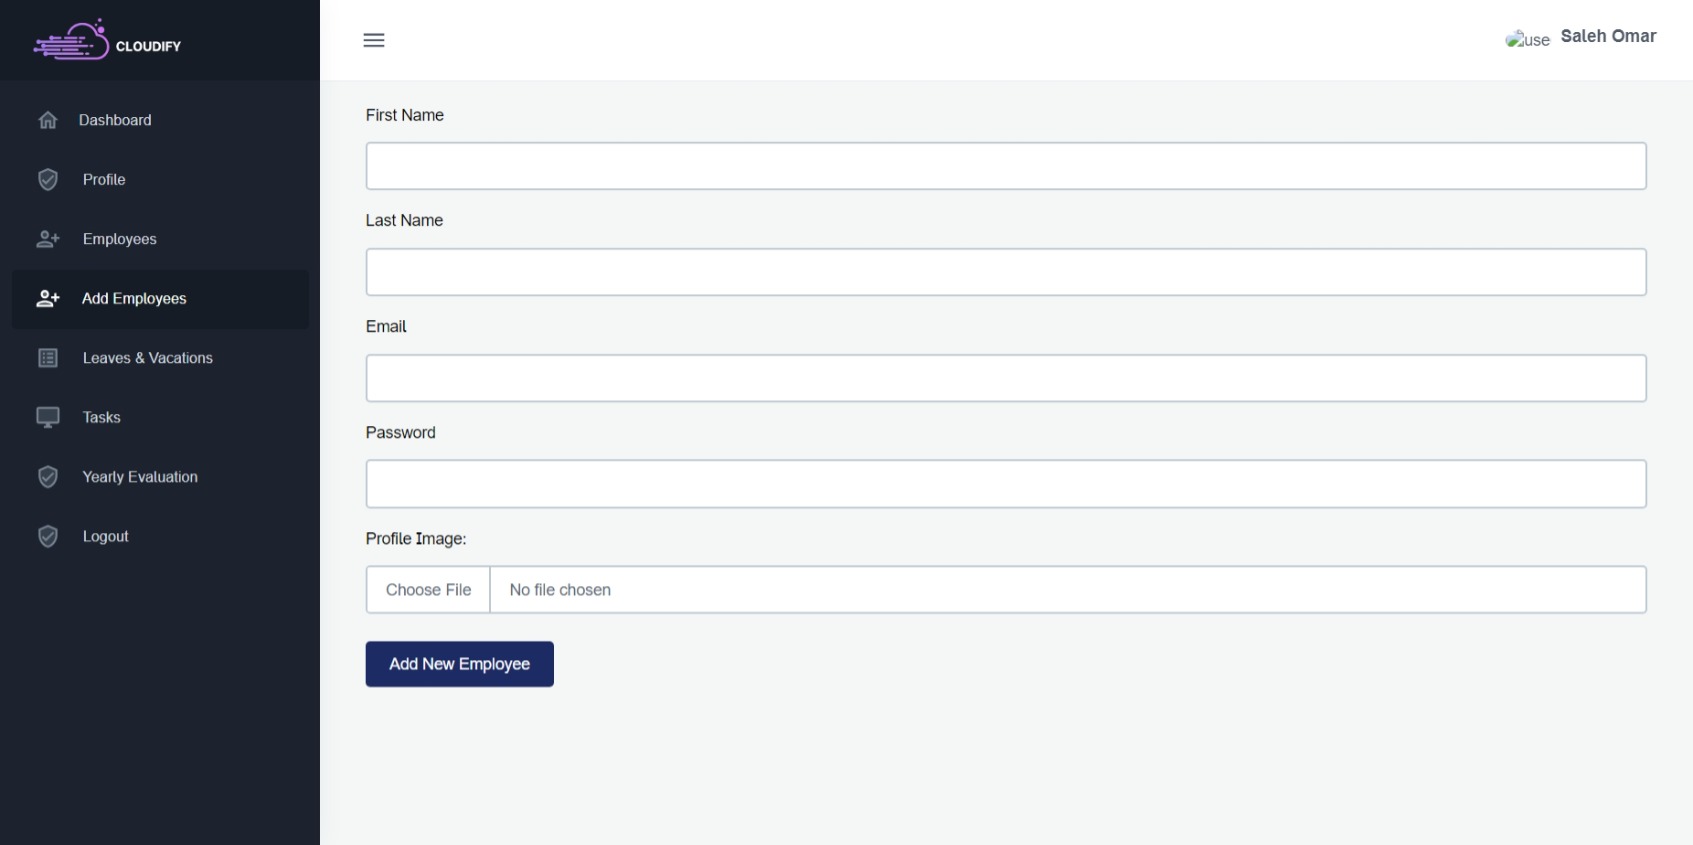 CLOUDIFY
Dashboard
Profile
Employees
Add Employees
Leaves & Vacations
Tasks
Yearly Evaluation
Logout
use
Saleh Omar
First Name
Last Name
Email
Password
Profile Image:
Choose File
No file chosen
Add New Employee